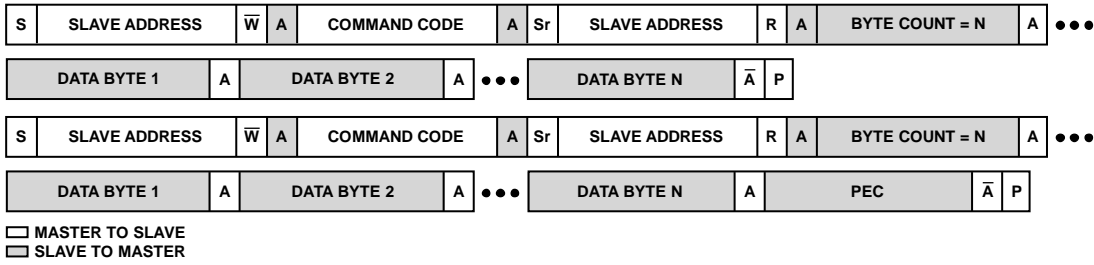 S SLAVE ADDRESS W̅ A COMMAND CODE A Sr SLAVE ADDRESS R A BYTE COUNT = N A •••
DATA BYTE 1 A DATA BYTE 2 A ••• DATA BYTE N A̅ P
S SLAVE ADDRESS W̅ A COMMAND CODE A Sr SLAVE ADDRESS R A BYTE COUNT = N A •••
DATA BYTE 1 A DATA BYTE 2 A ••• DATA BYTE N A PEC A̅ P
MASTER TO SLAVE
SLAVE TO MASTER